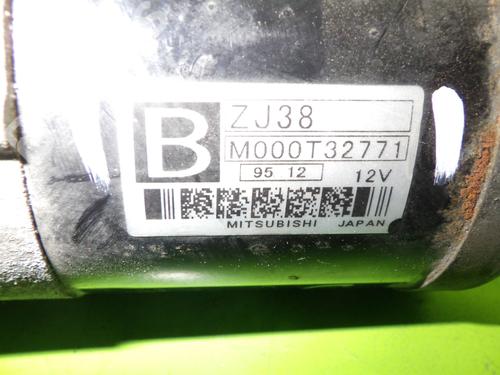 B
ZJ38
M000T32771
95 12 12V
MITSUBISHI JAPAN